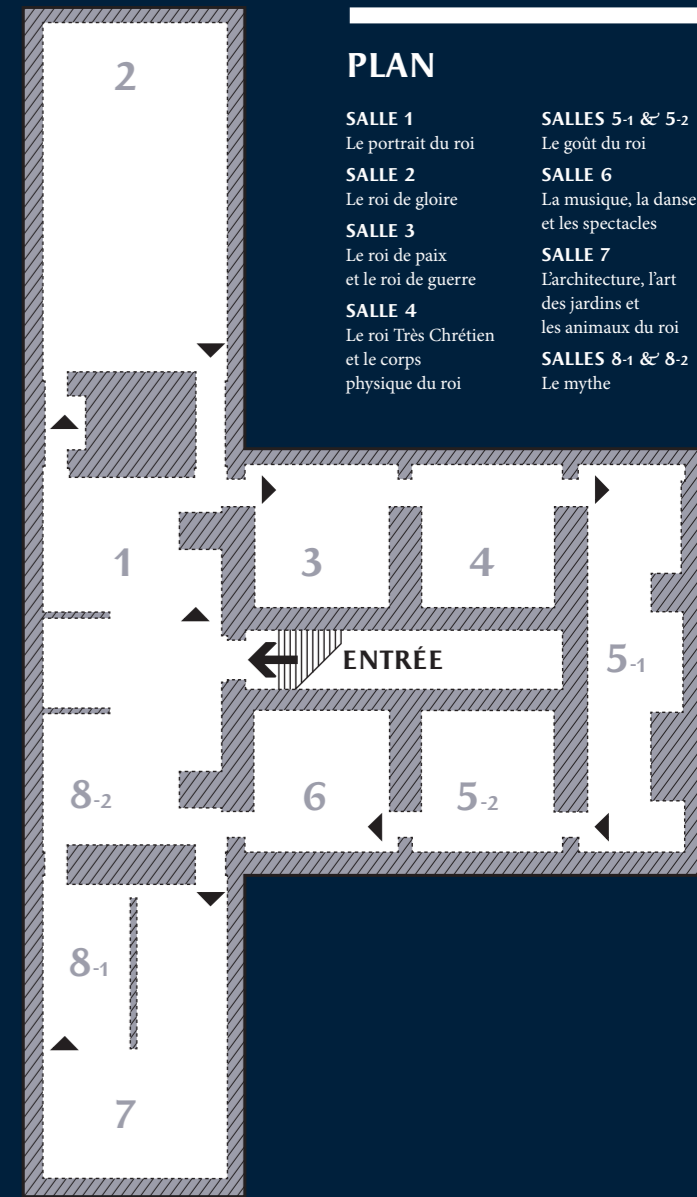 PLAN
SALLE 1
Le portrait du roi
SALLE 2
Le roi de gloire
SALLE 3
Le roi de paix
et le roi de guerre
SALLE 4
Le roi Très Chrétien
et le corps
physique du roi
SALLES 5-1 & 5-2
Le goût du roi
SALLE 6
La musique, la danse
et les spectacles
SALLE 7
L'architecture, l'art
des jardins et
les animaux du roi
SALLES 8-1 & 8-2
Le mythe
2
1
3
4
ENTRÉE
5-1
8-2
6
5-2
8-1
7